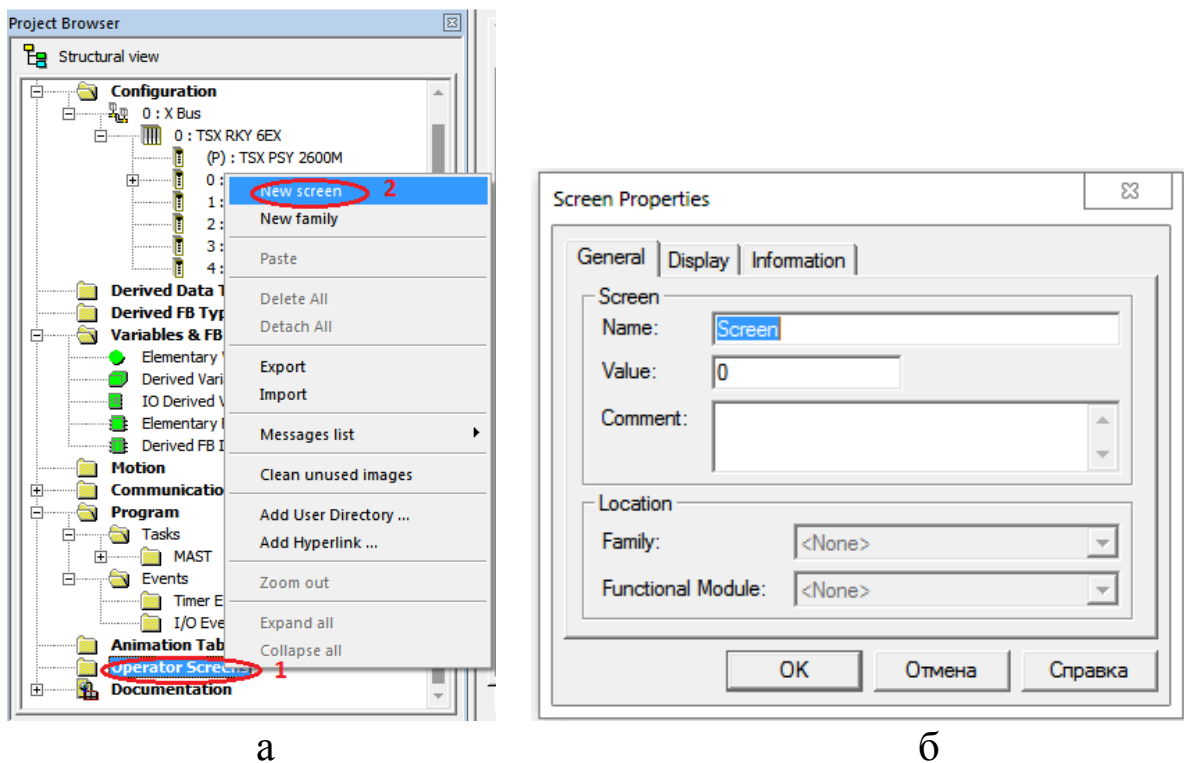 Project Browser
Structural view
Configuration
0 : X Bus
0 : TSX RKY 6EX
(P) : TSX PSY 2600M
0 :
1 :
2 :
3 :
4 :
Derived Data T
Derived FB Typ
Variables & FB
Elementary
Derived Vari
IO Derived V
Elementary
Derived FB I
Motion
Communicatio
Program
Tasks
MAST
Events
Timer E
I/O Eve
Animation Tab
Operator Scree 1
Documentation
New screen 2
New family
Paste
Delete All
Detach All
Export
Import
Messages list
Clean unused images
Add User Directory ...
Add Hyperlink ...
Zoom out
Expand all
Collapse all
а
Screen Properties
General Display Information
Screen
Name: Screen
Value: 0
Comment:
Location
Family: <None>
Functional Module: <None>
OK Отмена Справка
б